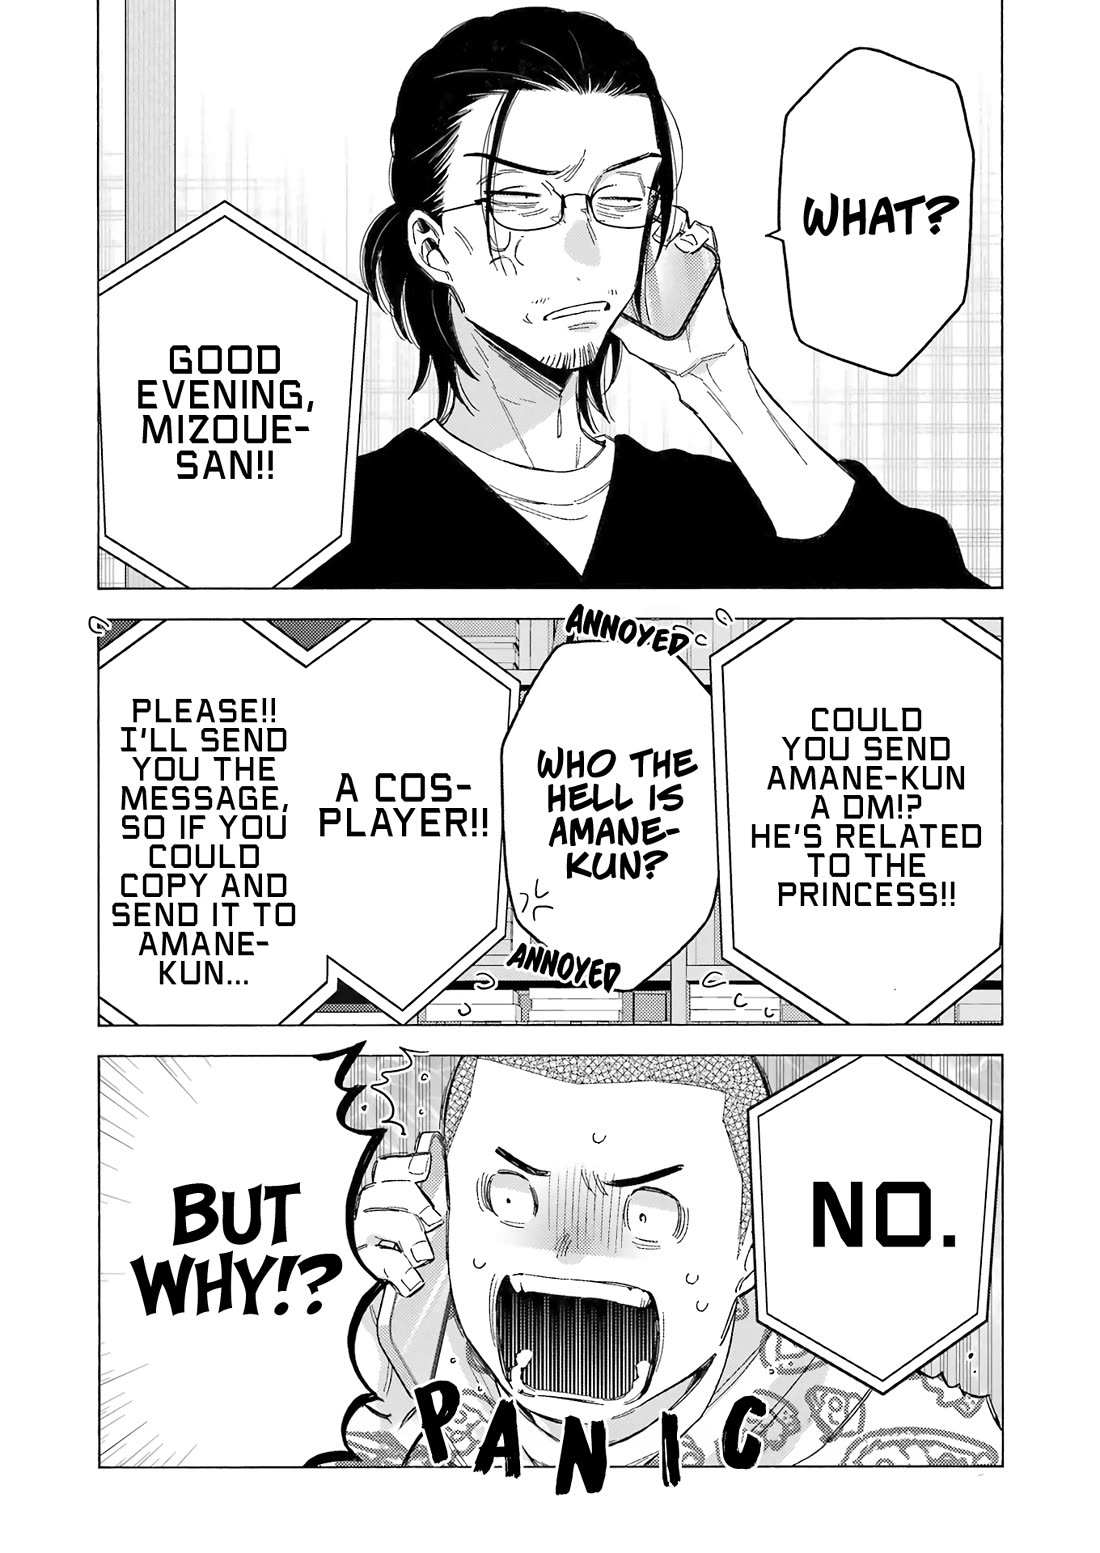 WHAT?
GOOD
EVENING,
MIZOUE-
SAN!!
COULD
YOU SEND
AMANE-KUN
A DM!?
HE'S RELATED
TO THE
PRINCESS!!
ANNOYED
WHO THE
HELL IS
AMANE-
KUN?
ANNOYED
A COS-
PLAYER!!
PLEASE!!
I'LL SEND
YOU THE
MESSAGE,
SO IF YOU
COULD
COPY AND
SEND IT TO
AMANE-
KUN...
NO.
BUT
WHY!?
PANIC